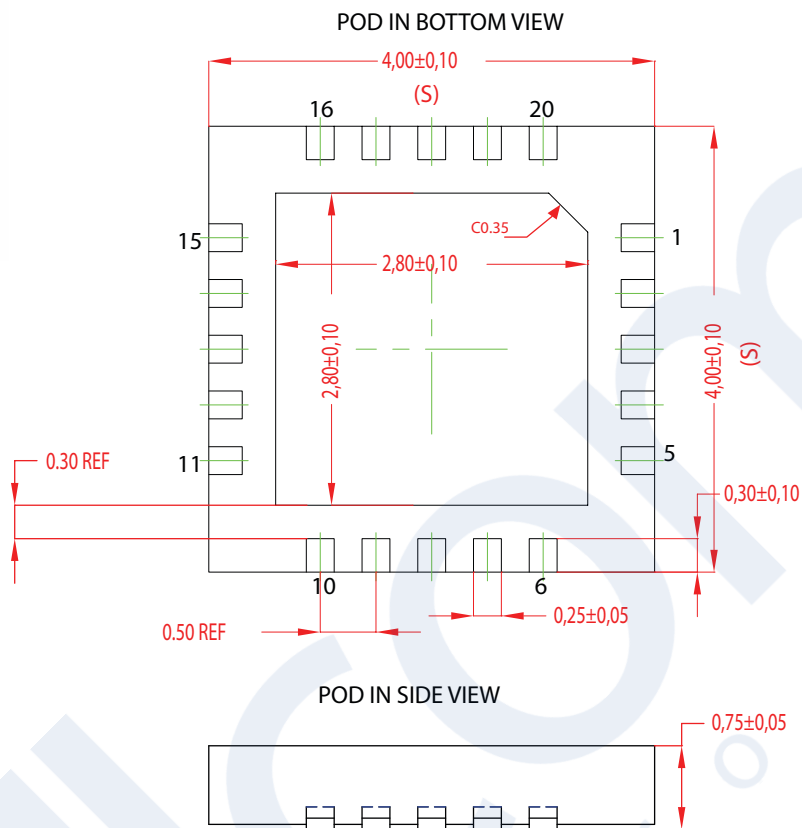 POD IN BOTTOM VIEW
4,00±0,10
(S)
16
20
C0.35
15
1
2,80±0,10
2,80±0,10
4,00±0,10
(S)
0.30 REF
11
5
0,30±0,10
10
6
0,25±0,05
0.50 REF
POD IN SIDE VIEW
0,75±0,05